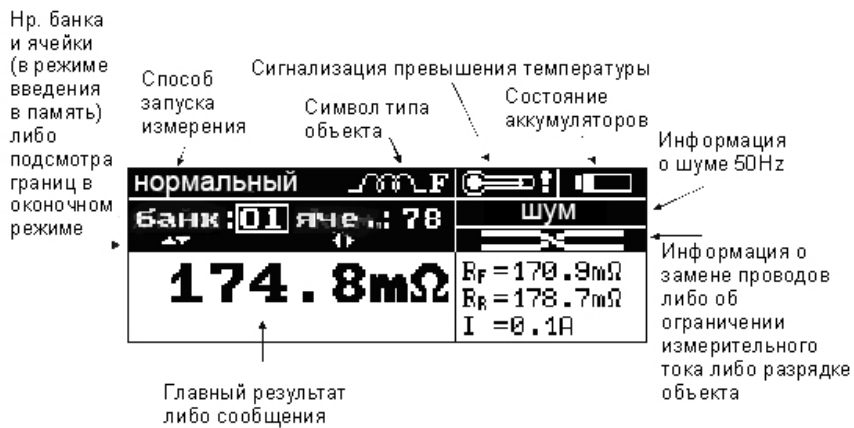 Нр. банка
и ячейки
(в режиме
введения
в память)
либо
подсмотра
границ в
оконочном
режиме
Способ
запуска
измерения
Сигнализация превышения температуры
Символ типа
объекта
Состояние
аккумуляторов
Информация
о шуме 50Hz
нормальный F !
банк:01 яче..: 78
шум
174.8mΩ
RF=170.9mΩ
RR=178.7mΩ
I =0.1A
Информация о
замене проводов
либо об
ограничении
измерительного
тока либо разрядке
объекта
Главный результат
либо сообщения